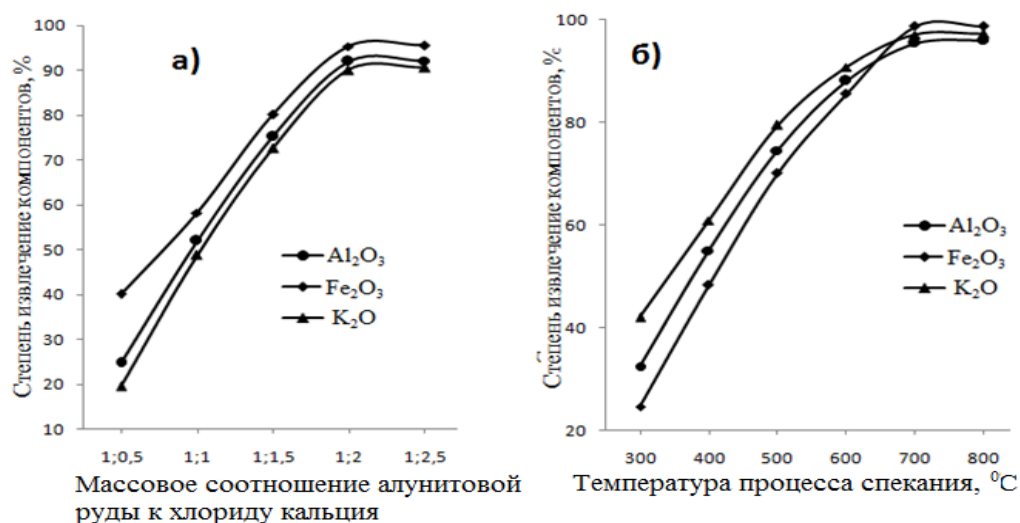 Степень извлечение компонентов, %
100
90
80
70
60
50
40
30
20
10
а)
Al₂O₃
Fe₂O₃
K₂O
1;0,5 1;1 1;1,5 1;2 1;2,5
Массовое соотношение алунитовой
руды к хлориду кальция
Степень извлечение компонентов, %
100
80
60
40
20
б)
Al₂O₃
Fe₂O₃
K₂O
300 400 500 600 700 800
Температура процесса спекания, ⁰C